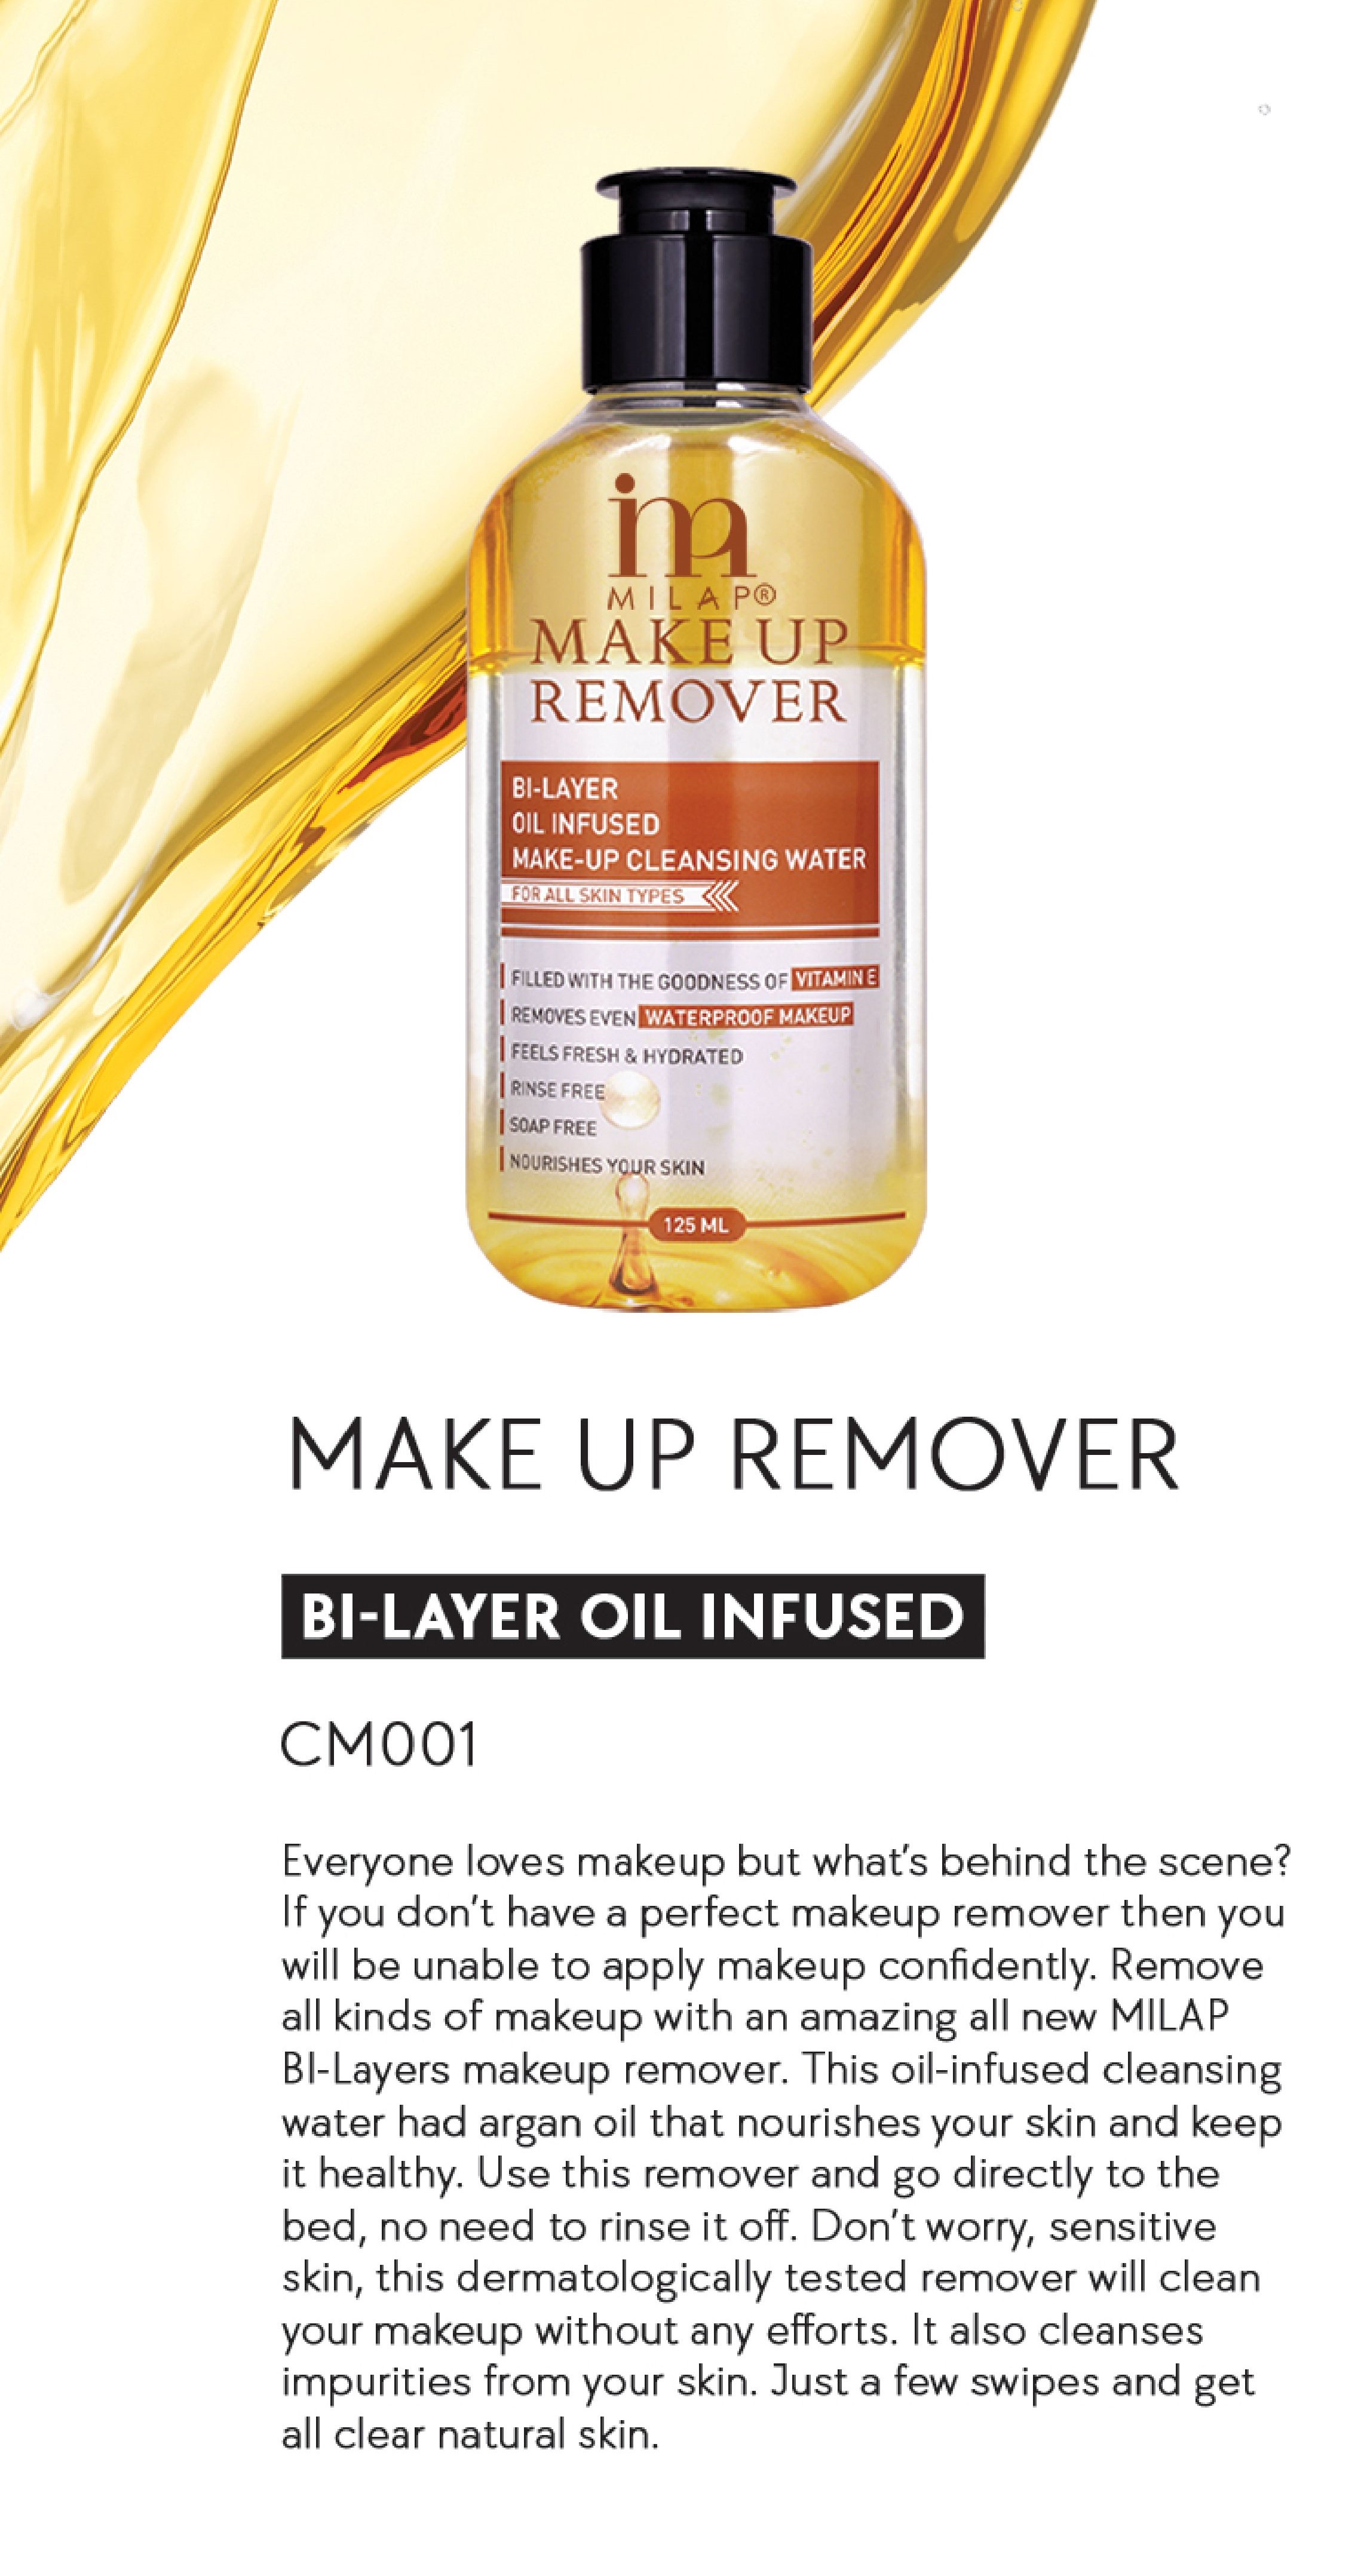 im
MILAP®
MAKE UP
REMOVER
BI-LAYER
OIL INFUSED
MAKE-UP CLEANSING WATER
FOR ALL SKIN TYPES
FILLED WITH THE GOODNESS OF VITAMIN E
REMOVES EVEN WATERPROOF MAKEUP
FEELS FRESH & HYDRATED
RINSE FREE
SOAP FREE
NOURISHES YOUR SKIN
125 ML
MAKE UP REMOVER
BI-LAYER OIL INFUSED
CM001
Everyone loves makeup but what's behind the scene?
If you don't have a perfect makeup remover then you
will be unable to apply makeup confidently. Remove
all kinds of makeup with an amazing all new MILAP
BI-Layers makeup remover. This oil-infused cleansing
water had argan oil that nourishes your skin and keep
it healthy. Use this remover and go directly to the
bed, no need to rinse it off. Don't worry, sensitive
skin, this dermatologically tested remover will clean
your makeup without any efforts. It also cleanses
impurities from your skin. Just a few swipes and get
all clear natural skin.